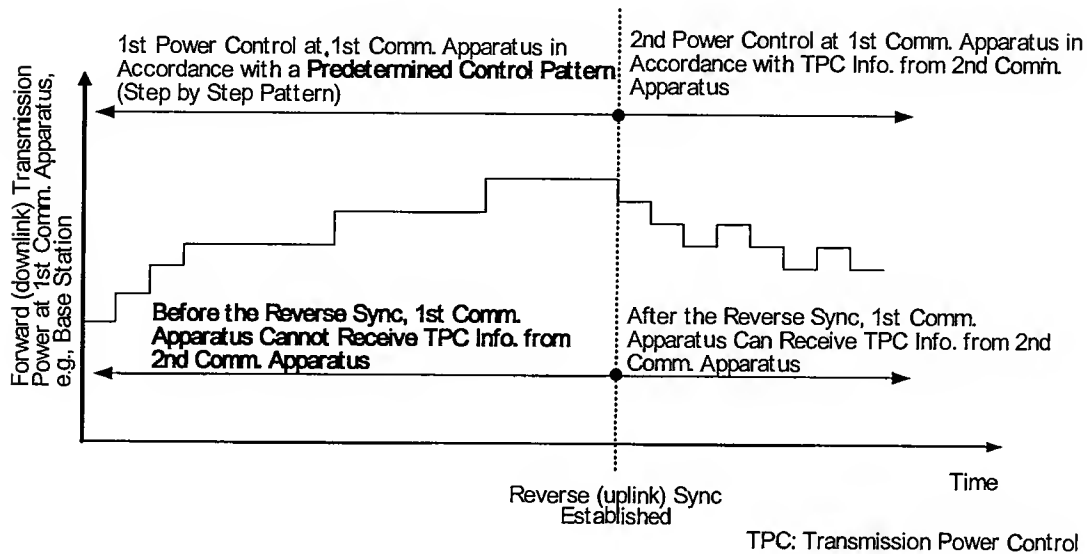 1st Power Control at 1st Comm. Apparatus in
Accordance with a Predetermined Control Pattern
(Step by Step Pattern)
2nd Power Control at 1st Comm. Apparatus in
Accordance with TPC Info. from 2nd Comm.
Apparatus
Forward (downlink) Transmission
Power at 1st Comm. Apparatus,
e.g., Base Station
Before the Reverse Sync, 1st Comm.
Apparatus Cannot Receive TPC Info. from
2nd Comm. Apparatus
After the Reverse Sync, 1st Comm.
Apparatus Can Receive TPC Info. from 2nd
Comm. Apparatus
Time
Reverse (uplink) Sync
Established
TPC: Transmission Power Control